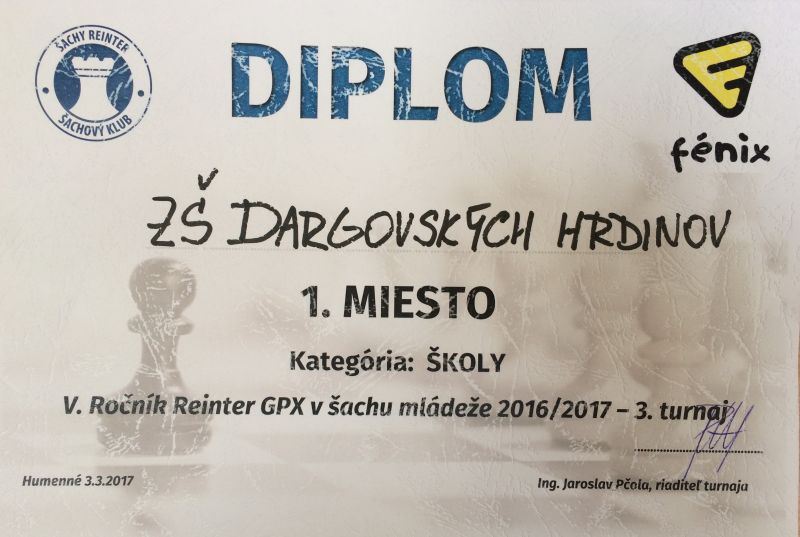 ŠACHY REINTER
ŠACHOVÝ KLUB
DIPLOM
fénix
ZŠ DARGOVSKÝCH HRDINOV
1. MIESTO
Kategória: ŠKOLY
V. Ročník Reinter GPX v šachu mládeže 2016/2017 – 3. turnaj
Humenné 3.3.2017
Ing. Jaroslav Pčola, riaditeľ turnaja